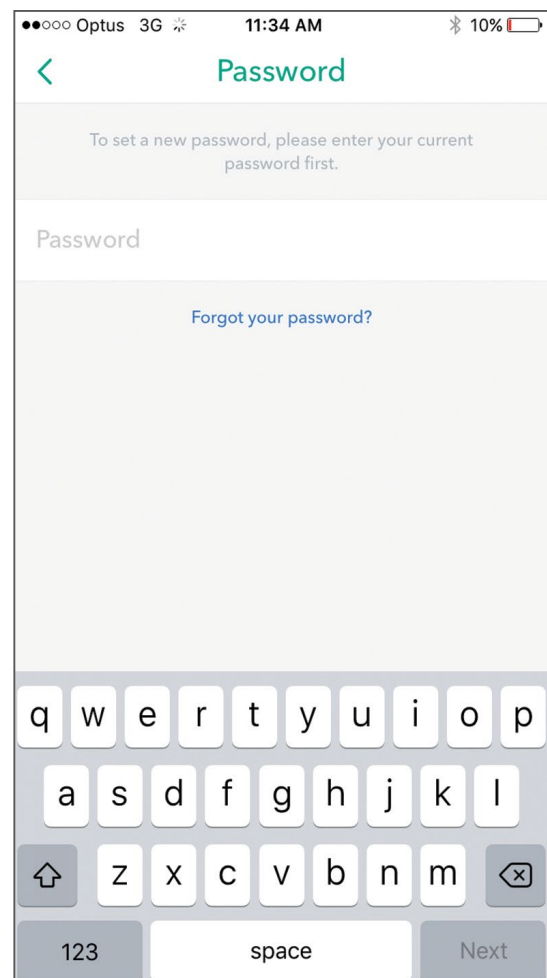 Optus 3G 11:34 AM 10%
Password
To set a new password, please enter your current
password first.
Password
Forgot your password?
q w e r t y u i o p
a s d f g h j k l
z x c v b n m
123 space Next